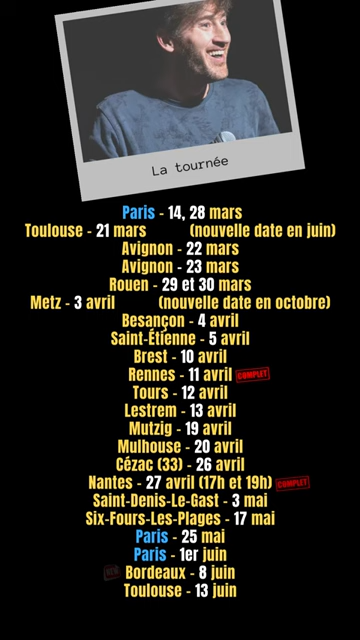 La tournée
Paris - 14, 28 mars
Toulouse - 21 mars (nouvelle date en juin)
Avignon - 22 mars
Avignon - 23 mars
Rouen - 29 et 30 mars
Metz - 3 avril (nouvelle date en octobre)
Besançon - 4 avril
Saint-Étienne - 5 avril
Brest - 10 avril
Rennes - 11 avril COMPLET
Tours - 12 avril
Lestrem - 13 avril
Mutzig - 19 avril
Mulhouse - 20 avril
Cézac (33) - 26 avril
Nantes - 27 avril (17h et 19h) COMPLET
Saint-Denis-Le-Gast - 3 mai
Six-Fours-Les-Plages - 17 mai
Paris - 25 mai
Paris - 1er juin
Bordeaux - 8 juin
Toulouse - 13 juin